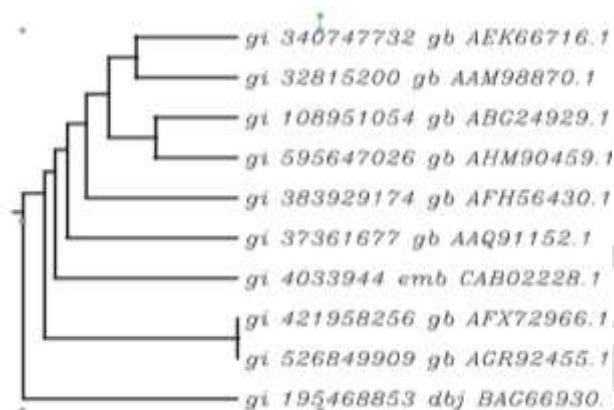 gi 340747732 gb AEK66716.1
gi 32815200 gb AAM98870.1
gi 108951054 gb ABG24929.1
gi 595647026 gb AHM90459.1
gi 383929174 gb AFH56430.1
gi 37361677 gb AAQ91152.1
gi 4033944 emb CAB02228.1
gi 421958256 gb AFX72966.1
gi 526849909 gb AGR92455.1
gi 195468853 dbj BAG66930.